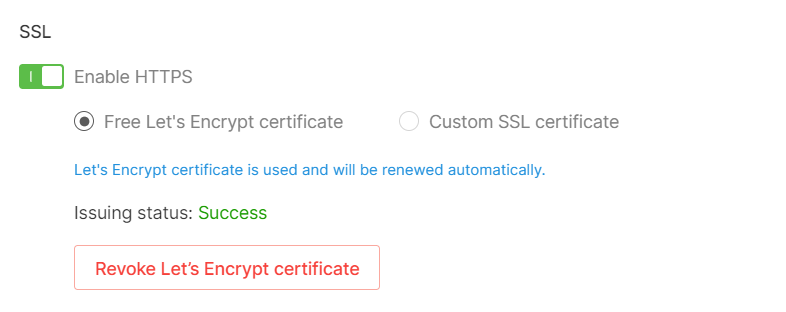 SSL
Enable HTTPS
Free Let's Encrypt certificate
Custom SSL certificate
Let's Encrypt certificate is used and will be renewed automatically.
Issuing status: Success
Revoke Let’s Encrypt certificate